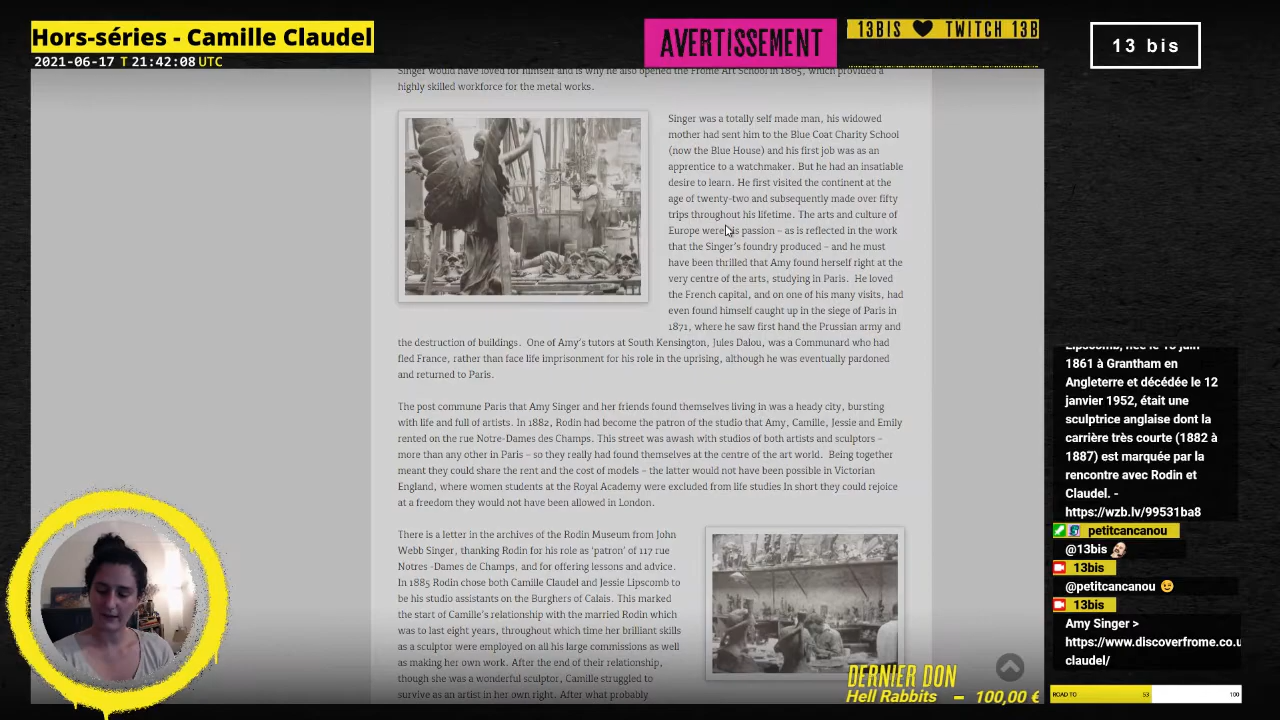 Hors-séries - Camille Claudel
2021-06-17 T 21:42:08 UTC
AVERTISSEMENT
13BIS TWITCH 13B
13 bis
Singer would have loved for himself and is why he also opened the Frome Art School in 1865, which provided a
highly skilled workforce for the metal works.
Singer was a totally self made man, his widowed
mother had sent him to the Blue Coat Charity School
(now the Blue House) and his first job was as an
apprentice to a watchmaker. But he had an insatiable
desire to learn. He first visited the continent at the
age of twenty-two and subsequently made over fifty
trips throughout his lifetime. The arts and culture of
Europe were his passion – as is reflected in the work
that the Singer's foundry produced – and he must
have been thrilled that Amy found herself right at the
very centre of the arts, studying in Paris. He loved
the French capital, and on one of his many visits, had
even found himself caught up in the siege of Paris in
1871, where he saw first hand the Prussian army and
the destruction of buildings. One of Amy's tutors at South Kensington, Jules Dalou, was a Communard who had
fled France, rather than face life imprisonment for his role in the uprising, although he was eventually pardoned
and returned to Paris.
The post commune Paris that Amy Singer and her friends found themselves living in was a heady city, bursting
with life and full of artists. In 1882, Rodin had become the patron of the studio that Amy, Camille, Jessie and Emily
rented on the rue Notre-Dames des Champs. This street was awash with studios of both artists and sculptors –
more than any other in Paris – so they really had found themselves at the centre of the art world. Being together
meant they could share the rent and the cost of models – the latter would not have been possible in Victorian
England, where women students at the Royal Academy were excluded from life studies In short they could rejoice
at a freedom they would not have been allowed in London.
There is a letter in the archives of the Rodin Museum from John
Webb Singer, thanking Rodin for his role as 'patron' of 117 rue
Notres -Dames de Champs, and for offering lessons and advice.
In 1885 Rodin chose both Camille Claudel and Jessie Lipscomb to
be his studio assistants on the Burghers of Calais. This marked
the start of Camille's relationship with the married Rodin which
was to last eight years, throughout which time her brilliant skills
as a sculptor were employed on all his large commissions as well
as making her own work. After the end of their relationship,
though she was a wonderful sculptor, Camille struggled to
survive as an artist in her own right. After what probably
Lipscomb, née le 13 juin
1861 à Grantham en
Angleterre et décédée le 12
janvier 1952, était une
sculptrice anglaise dont la
carrière très courte (1882 à
1887) est marquée par la
rencontre avec Rodin et
Claudel. -
https://wzb.lv/99531ba8
petitcancanou
@13bis
13bis
@petitcancanou
13bis
Amy Singer >
https://www.discoverfrome.co.u
claudel/
DERNIER DON
Hell Rabbits – 100,00 €
ROAD TO 53 100